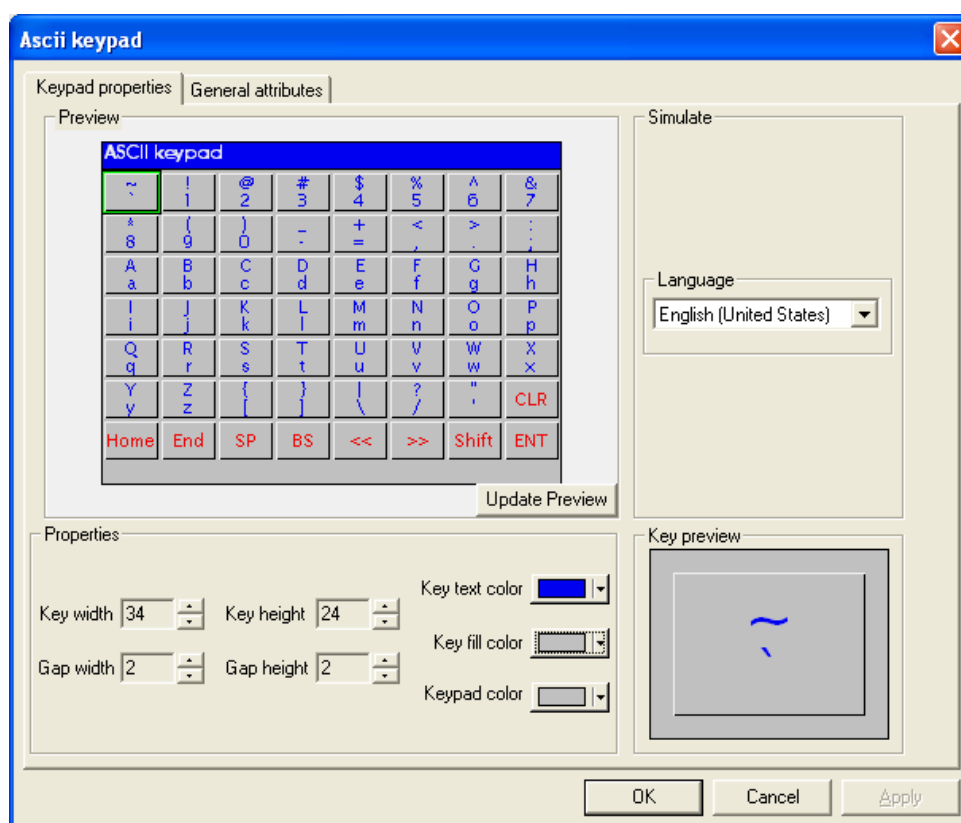 Ascii keypad
Keypad properties General attributes
Preview
ASCII keypad
~ ! @ # $ % ^ &
` 1 2 3 4 5 6 7
* ( ) _ + < > :
8 9 0 - = , . ;
A B C D E F G H
a b c d e f g h
I J K L M N O P
i j k l m n o p
Q R S T U V W X
q r s t u v w x
Y Z { } | ? "
y z [ ] \ / ' CLR
Home End SP BS << >> Shift ENT
Update Preview
Simulate
Language
English (United States)
Properties
Key width 34 Key height 24 Key text color
Key fill color
Gap width 2 Gap height 2
Keypad color
Key preview
~
`
OK Cancel Apply